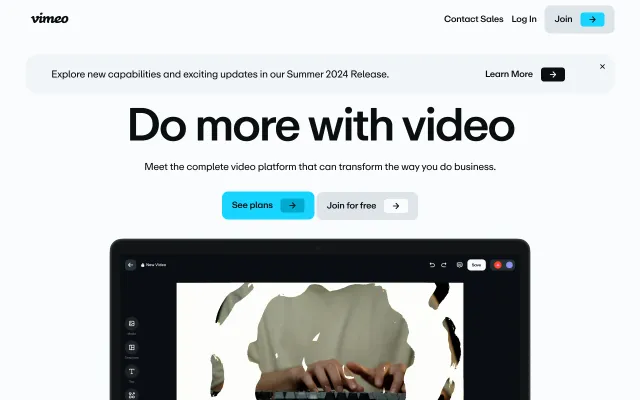 vimeo
Contact Sales Log In Join
Explore new capabilities and exciting updates in our Summer 2024 Release.
Learn More
Do more with video
Meet the complete video platform that can transform the way you do business.
See plans
Join for free
New Video
Save